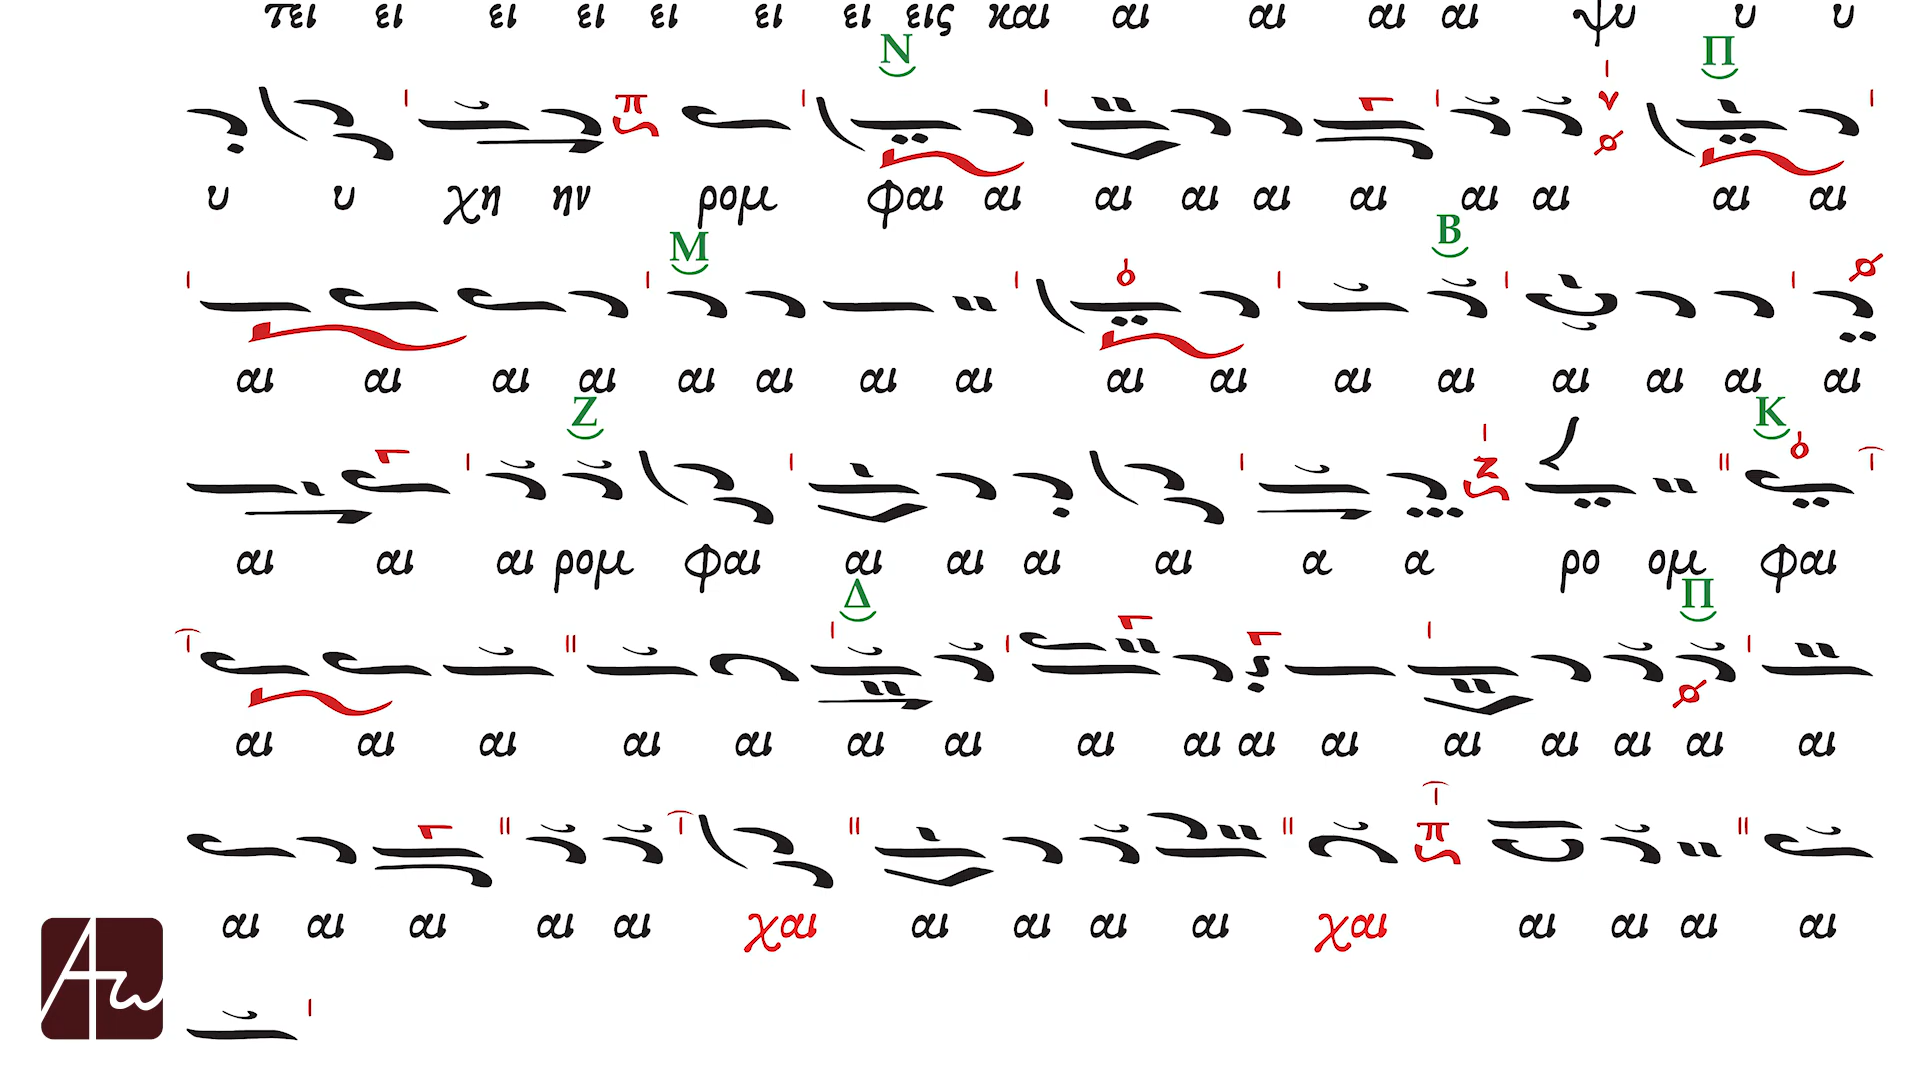 πει ει ει ει ει ει ει εις και αι αι αι αι ψυ υ υ
Ν Π
υ υ χη ην ρομ φαι αι αι αι αι αι αι αι αι αι
Μ Β
αι αι αι αι αι αι αι αι αι αι αι αι αι αι αι αι
Ζ Κ
αι αι αι ρομ φαι αι αι αι αι α α ρο ομ φαι
Δ Π
αι αι αι αι αι αι αι αι αι αι αι αι αι αι αι αι
αι αι αι αι αι χαι αι αι αι αι χαι αι αι αι αι
Αω